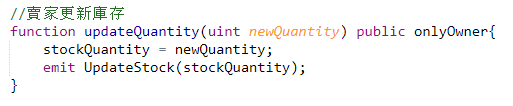 //賣家更新庫存
function updateQuantity(uint newQuantity) public onlyOwner{
    stockQuantity = newQuantity;
    emit UpdateStock(stockQuantity);
}